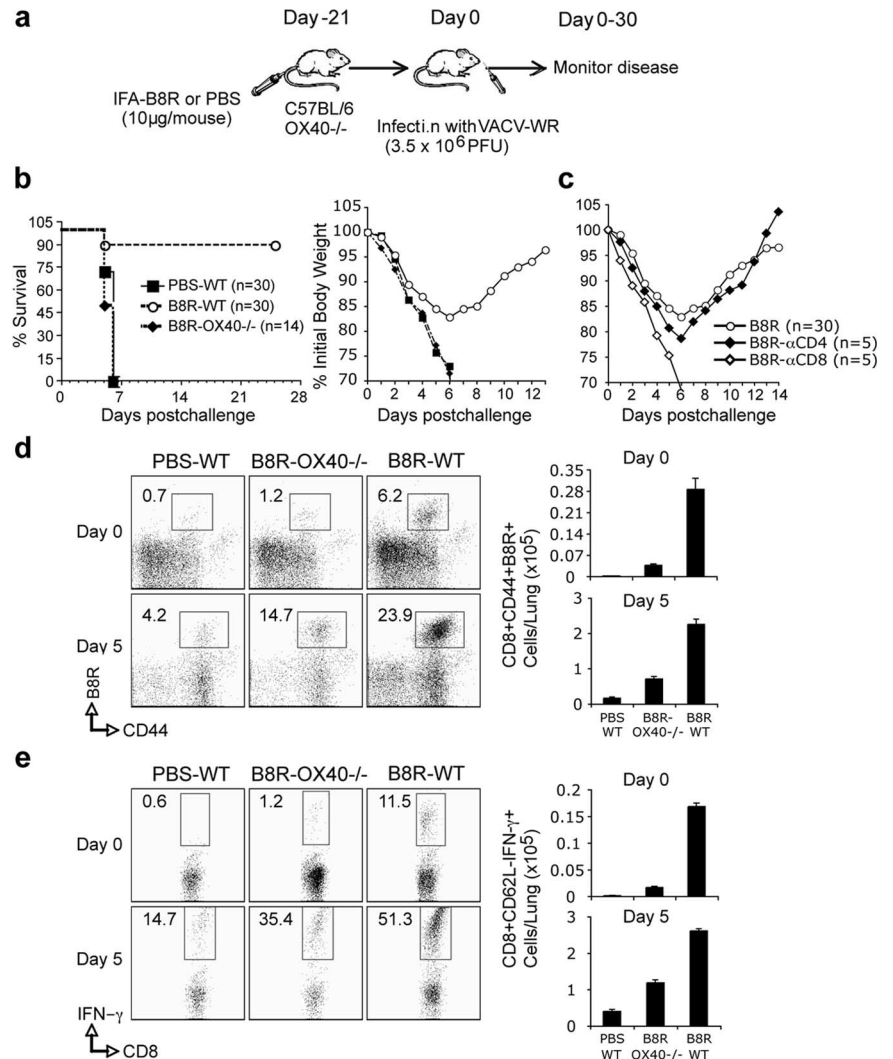 a
Day-21 Day 0 Day 0-30
IFA-B8R or PBS
(10μg/mouse)
C57BL/6
OX40-/-
Infecti.n with VACV-WR
(3.5 x 10⁶ PFU)
Monitor disease
b
% Survival
105
90
75
60
45
30
15
0
0 7 14 21 28
Days postchallenge
PBS-WT (n=30)
B8R-WT (n=30)
B8R-OX40-/- (n=14)
% Initial Body Weight
105
100
95
90
85
80
75
70
0 2 4 6 8 10 12
Days postchallenge
c
105
100
95
90
85
80
75
70
0 2 4 6 8 10 12 14
Days postchallenge
B8R (n=30)
B8R-αCD4 (n=5)
B8R-αCD8 (n=5)
d
PBS-WT B8R-OX40-/- B8R-WT
Day 0
0.7 1.2 6.2
Day 5
4.2 14.7 23.9
B8R
CD44
CD8+CD44+B8R+
Cells/Lung (x10⁵)
Day 0
0.35
0.28
0.21
0.14
0.07
0
Day 5
3
2
1
0
PBS B8R- B8R
WT OX40-/- WT
e
PBS-WT B8R-OX40-/- B8R-WT
Day 0
0.6 1.2 11.5
Day 5
14.7 35.4 51.3
IFN-γ
CD8
CD8+CD62L-IFN-γ+
Cells/Lung (x10⁵)
Day 0
0.2
0.15
0.1
0.05
0
Day 5
3
2
1
0
PBS B8R B8R
WT OX40-/- WT